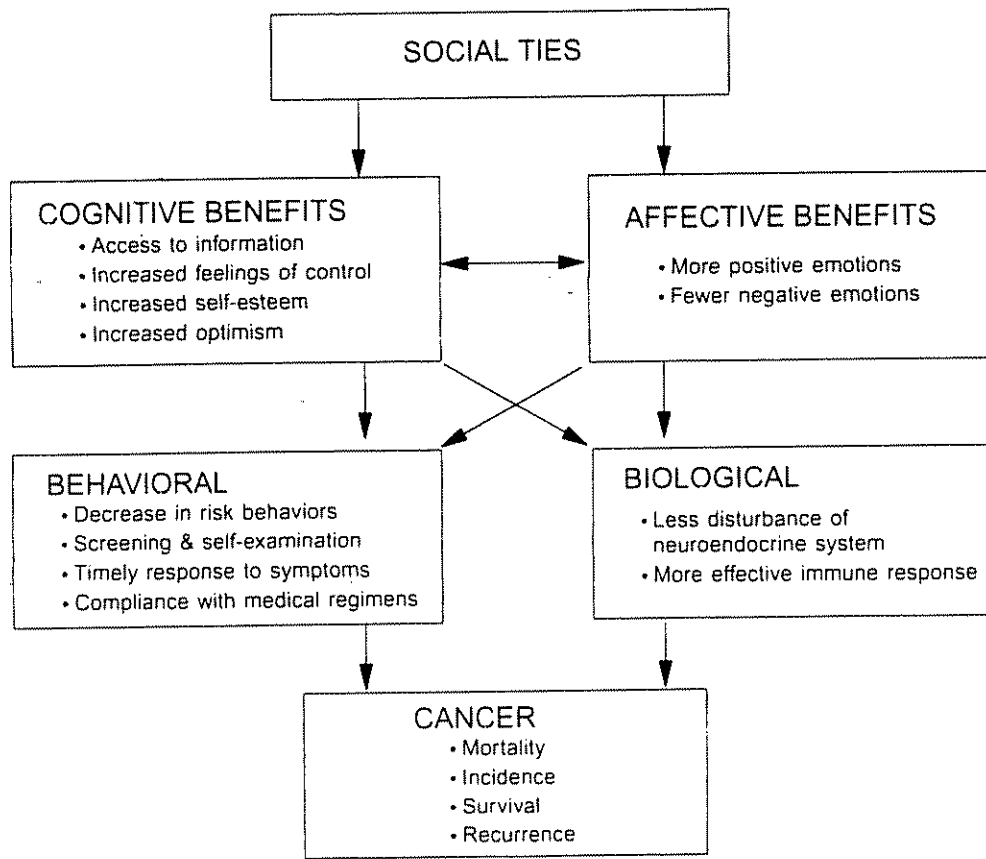 SOCIAL TIES
COGNITIVE BENEFITS
• Access to information
• Increased feelings of control
• Increased self-esteem
• Increased optimism
AFFECTIVE BENEFITS
• More positive emotions
• Fewer negative emotions
BEHAVIORAL
• Decrease in risk behaviors
• Screening & self-examination
• Timely response to symptoms
• Compliance with medical regimens
BIOLOGICAL
• Less disturbance of
neuroendocrine system
• More effective immune response
CANCER
• Mortality
• Incidence
• Survival
• Recurrence